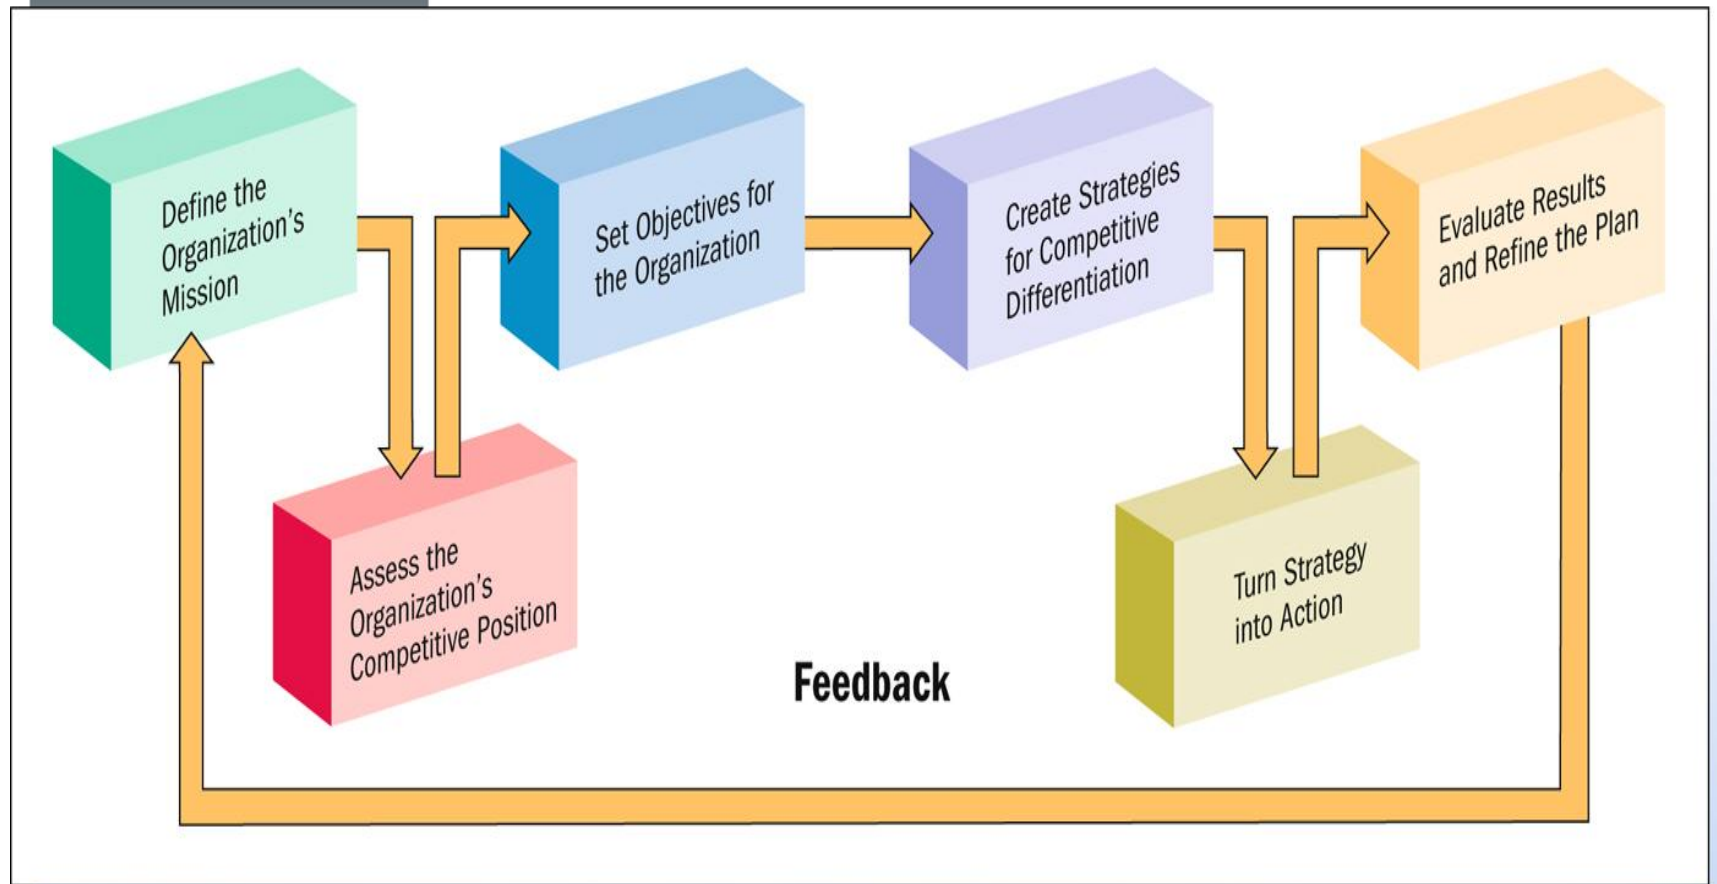 Define the
Organization's
Mission
Assess the
Organization's
Competitive Position
Set Objectives for
the Organization
Create Strategies
for Competitive
Differentiation
Turn Strategy
into Action
Evaluate Results
and Refine the Plan
Feedback